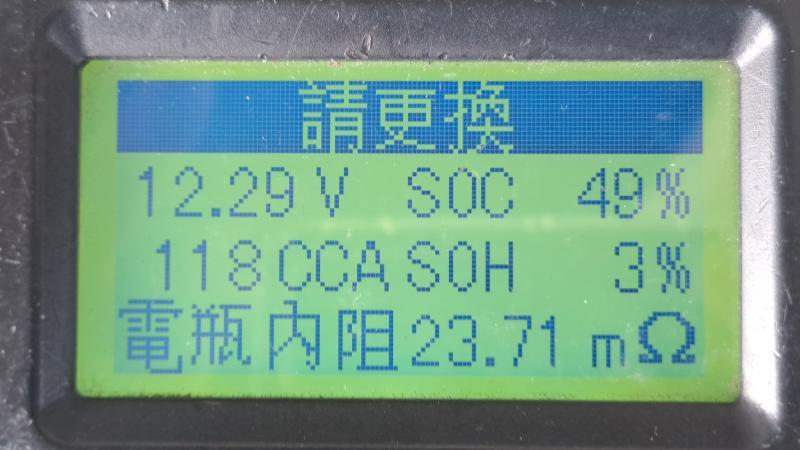 請更換
12.29 V SOC 49%
118 CCA SOH 3%
電瓶內阻 23.71 mΩ